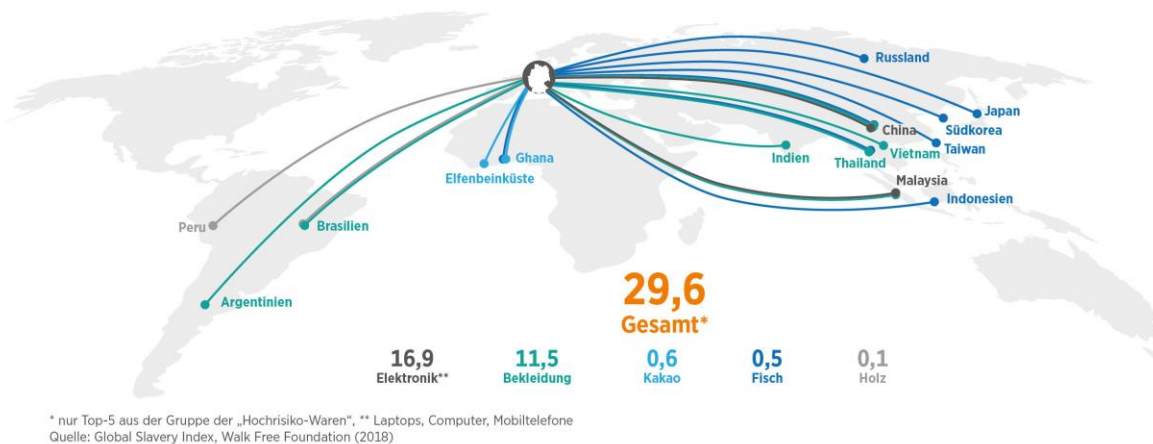 Russland
Japan
China
Südkorea
Taiwan
Vietnam
Indien
Thailand
Ghana
Elfenbeinküste
Malaysia
Indonesien
Peru
Brasilien
Argentinien
29,6
Gesamt*
16,9
Elektronik**
11,5
Bekleidung
0,6
Kakao
0,5
Fisch
0,1
Holz
* nur Top-5 aus der Gruppe der „Hochrisiko-Waren“, ** Laptops, Computer, Mobiltelefone
Quelle: Global Slavery Index, Walk Free Foundation (2018)